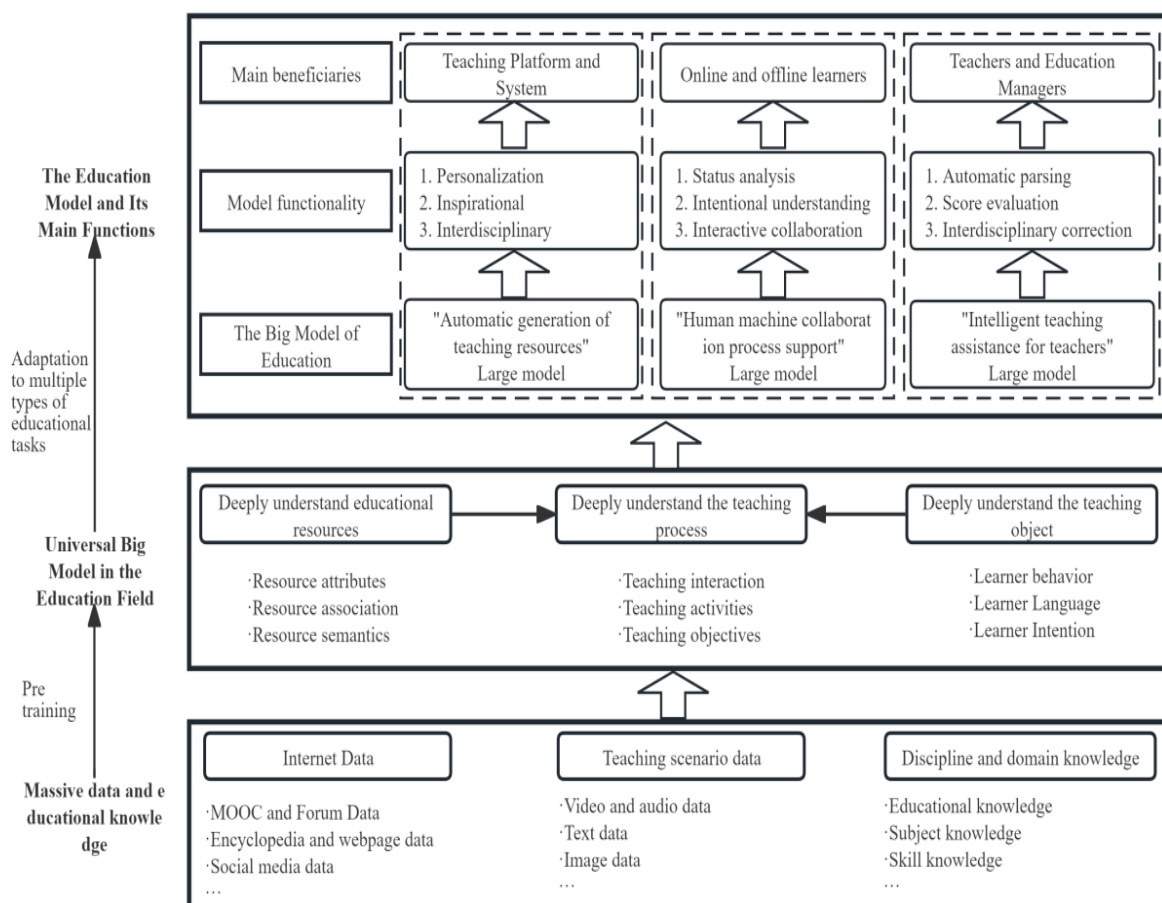 Main beneficiaries
Teaching Platform and
System
Online and offline learners
Teachers and Education
Managers
The Education
Model and Its
Main Functions
Model functionality
1. Personalization
2. Inspirational
3. Interdisciplinary
1. Status analysis
2. Intentional understanding
3. Interactive collaboration
1. Automatic parsing
2. Score evaluation
3. Interdisciplinary correction
The Big Model of
Education
"Automatic generation of
teaching resources"
Large model
"Human machine collaborat
ion process support"
Large model
"Intelligent teaching
assistance for teachers"
Large model
Adaptation
to multiple
types of
educational
tasks
Universal Big
Model in the
Education Field
Deeply understand educational
resources
Deeply understand the teaching
process
Deeply understand the teaching
object
·Resource attributes
·Resource association
·Resource semantics
·Teaching interaction
·Teaching activities
·Teaching objectives
·Learner behavior
·Learner Language
·Learner Intention
Pre
training
Massive data and e
ducational knowle
dge
Internet Data
Teaching scenario data
Discipline and domain knowledge
·MOOC and Forum Data
·Encyclopedia and webpage data
·Social media data
…
·Video and audio data
·Text data
·Image data
…
·Educational knowledge
·Subject knowledge
·Skill knowledge
…